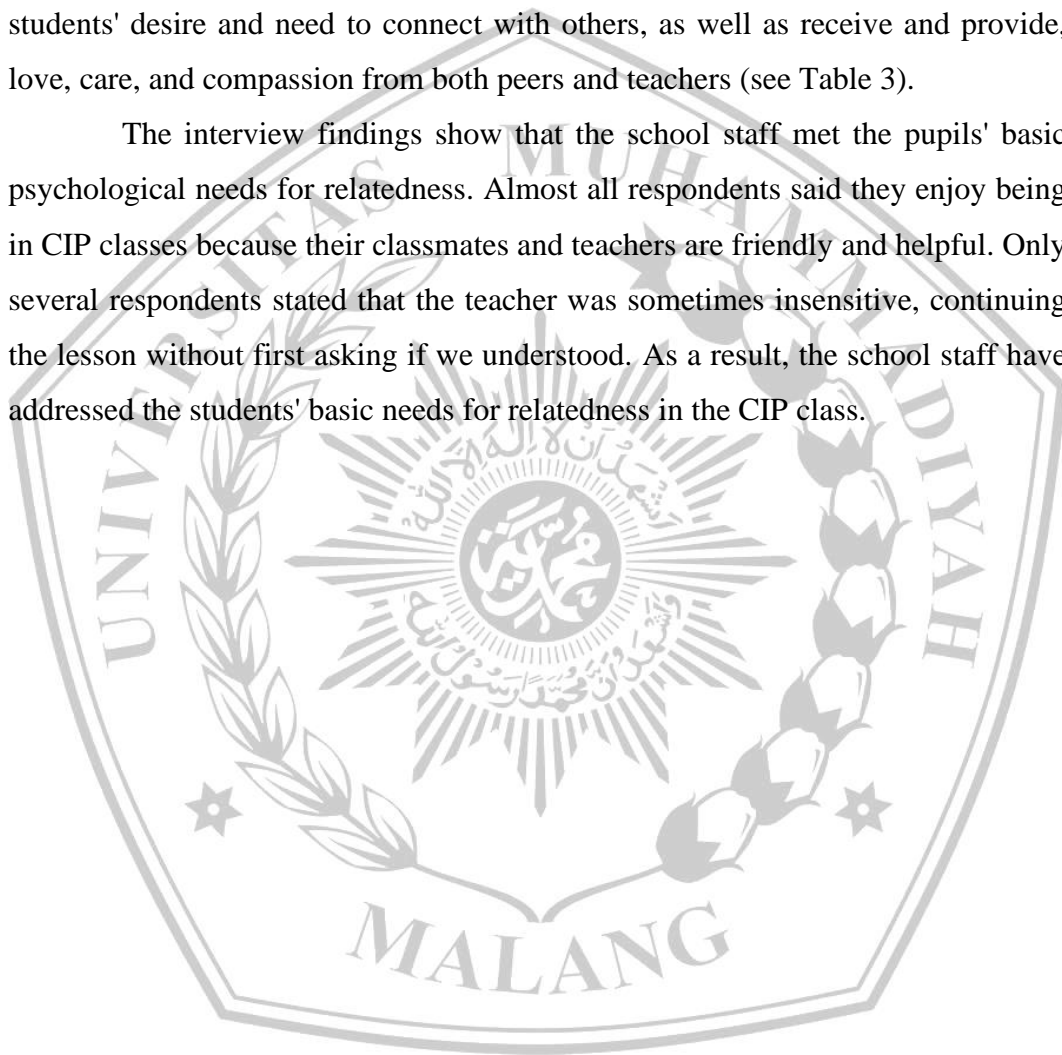 students' desire and need to connect with others, as well as receive and provide,
love, care, and compassion from both peers and teachers (see Table 3).
The interview findings show that the school staff met the pupils' basic
psychological needs for relatedness. Almost all respondents said they enjoy being
in CIP classes because their classmates and teachers are friendly and helpful. Only
several respondents stated that the teacher was sometimes insensitive, continuing
the lesson without first asking if we understood. As a result, the school staff have
addressed the students' basic needs for relatedness in the CIP class.
UNIVERSITAS MUHAMMADIYAH
MALANG